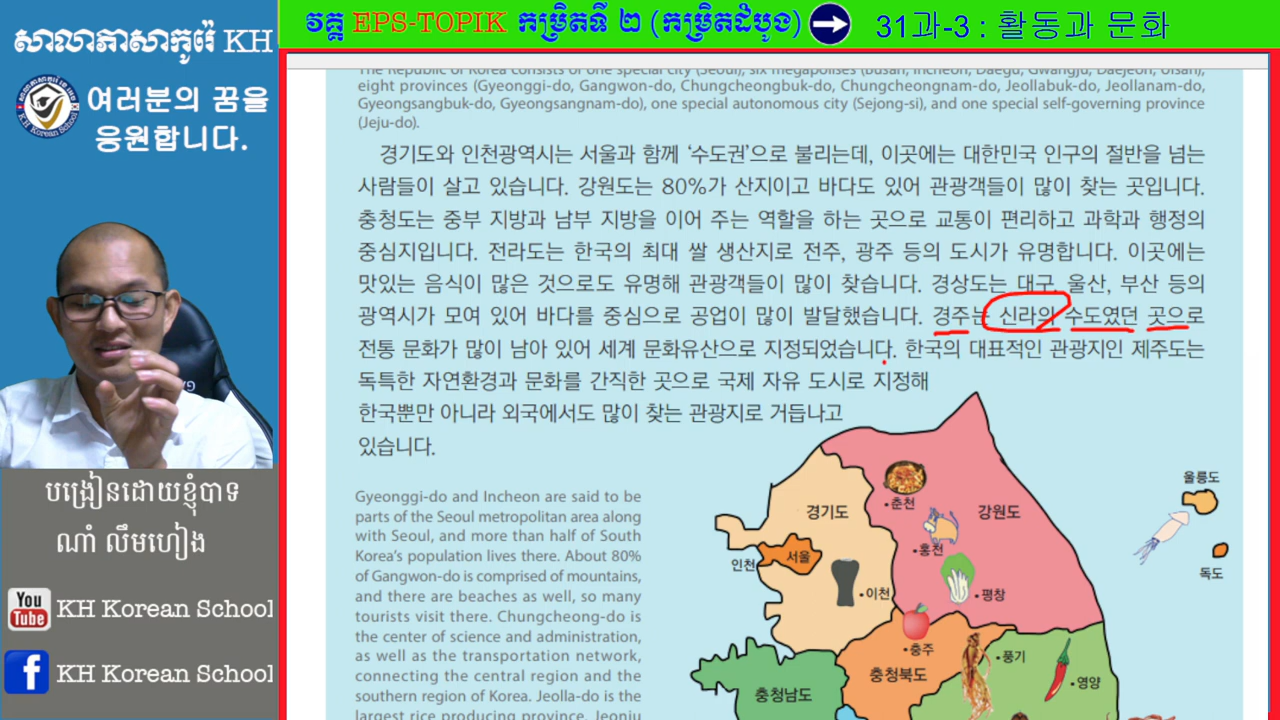 សាលាភាសាកូរ៉េ KH
여러분의 꿈을
응원합니다.
KH Korean School
បង្រៀនដោយខ្ញុំបាទ
ណាំ លឹមហៀង
You
Tube
KH Korean School
f
KH Korean School
វគ្គ EPS-TOPIK កម្រិតទី ២ (កម្រិតដំបូង)
31과-3 : 활동과 문화
The Republic of Korea consists of one special city (Seoul), six megapolises (Busan, Incheon, Daegu, Gwangju, Daejeon, Ulsan),
eight provinces (Gyeonggi-do, Gangwon-do, Chungcheongbuk-do, Chungcheongnam-do, Jeollabuk-do, Jeollanam-do,
Gyeongsangbuk-do, Gyeongsangnam-do), one special autonomous city (Sejong-si), and one special self-governing province
(Jeju-do).
경기도와 인천광역시는 서울과 함께 ‘수도권’으로 불리는데, 이곳에는 대한민국 인구의 절반을 넘는
사람들이 살고 있습니다. 강원도는 80%가 산지이고 바다도 있어 관광객들이 많이 찾는 곳입니다.
충청도는 중부 지방과 남부 지방을 이어 주는 역할을 하는 곳으로 교통이 편리하고 과학과 행정의
중심지입니다. 전라도는 한국의 최대 쌀 생산지로 전주, 광주 등의 도시가 유명합니다. 이곳에는
맛있는 음식이 많은 것으로도 유명해 관광객들이 많이 찾습니다. 경상도는 대구, 울산, 부산 등의
광역시가 모여 있어 바다를 중심으로 공업이 많이 발달했습니다. 경주는 신라의 수도였던 곳으로
전통 문화가 많이 남아 있어 세계 문화유산으로 지정되었습니다. 한국의 대표적인 관광지인 제주도는
독특한 자연환경과 문화를 간직한 곳으로 국제 자유 도시로 지정해
한국뿐만 아니라 외국에서도 많이 찾는 관광지로 거듭나고
있습니다.
Gyeonggi-do and Incheon are said to be
parts of the Seoul metropolitan area along
with Seoul, and more than half of South
Korea's population lives there. About 80%
of Gangwon-do is comprised of mountains,
and there are beaches as well, so many
tourists visit there. Chungcheong-do is
the center of science and administration,
as well as the transportation network,
connecting the central region and the
southern region of Korea. Jeolla-do is the
largest rice producing province. Jeonju
경기도
춘천
강원도
울릉도
홍천
서울
인천
독도
이천
평창
충주
풍기
충청북도
영양
충청남도